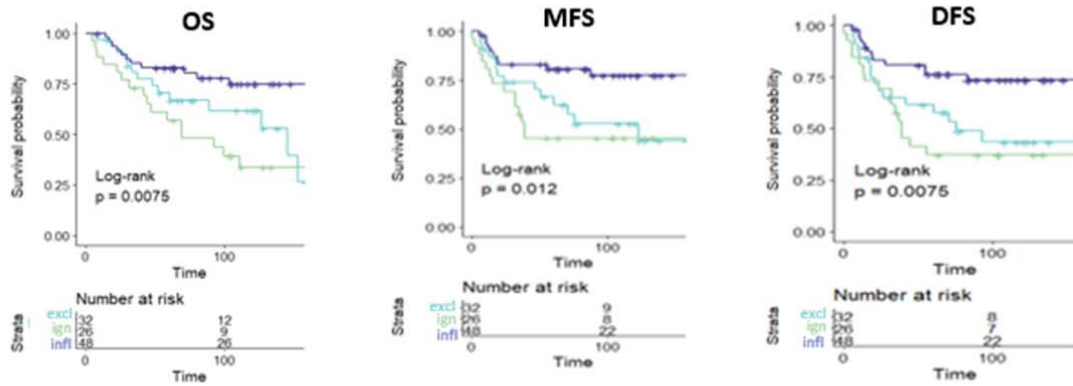 OS
1.00
0.75
0.50
0.25
0.00
Survival probability
Log-rank
p = 0.0075
0
100
Time
Number at risk
Strata
excl 32 12
ign 26 9
infl 48 26
0 100
Time
MFS
1.00
0.75
0.50
0.25
0.00
Survival probability
Log-rank
p = 0.012
0 100
Time
Number at risk
Strata
excl 32 9
ign 26 8
infl 48 22
0 100
Time
DFS
1.00
0.75
0.50
0.25
0.00
Survival probability
Log-rank
p = 0.0075
0 100
Time
Number at risk
Strata
excl 32 8
ign 26 7
infl 48 22
0 100
Time